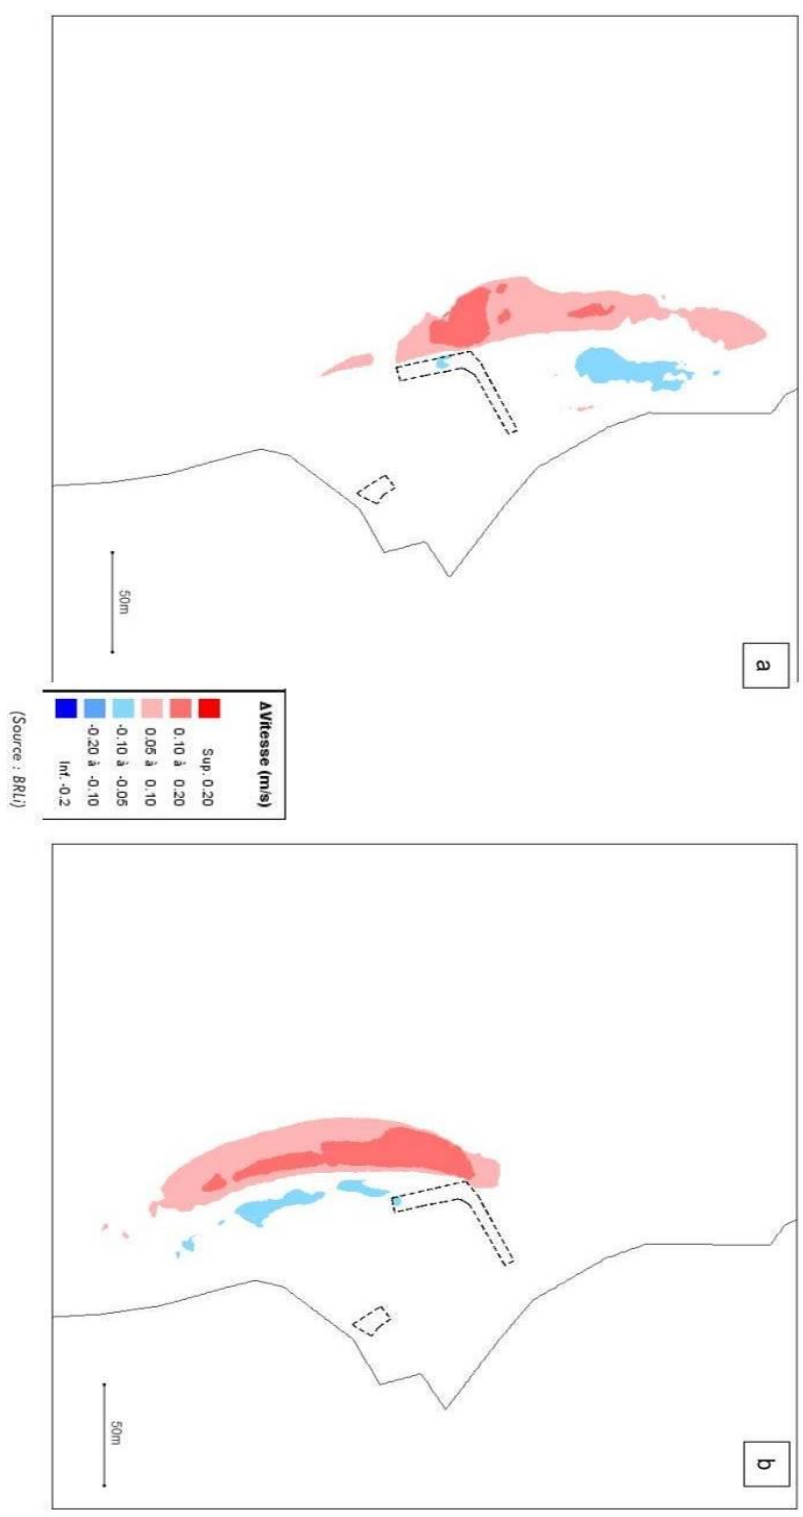 a
50m
ΔVitesse (m/s)
Sup. 0.20
0.10 à 0.20
0.05 à 0.10
-0.10 à -0.05
-0.20 à -0.10
Inf. -0.2
(Source : BRLi)
b
50m